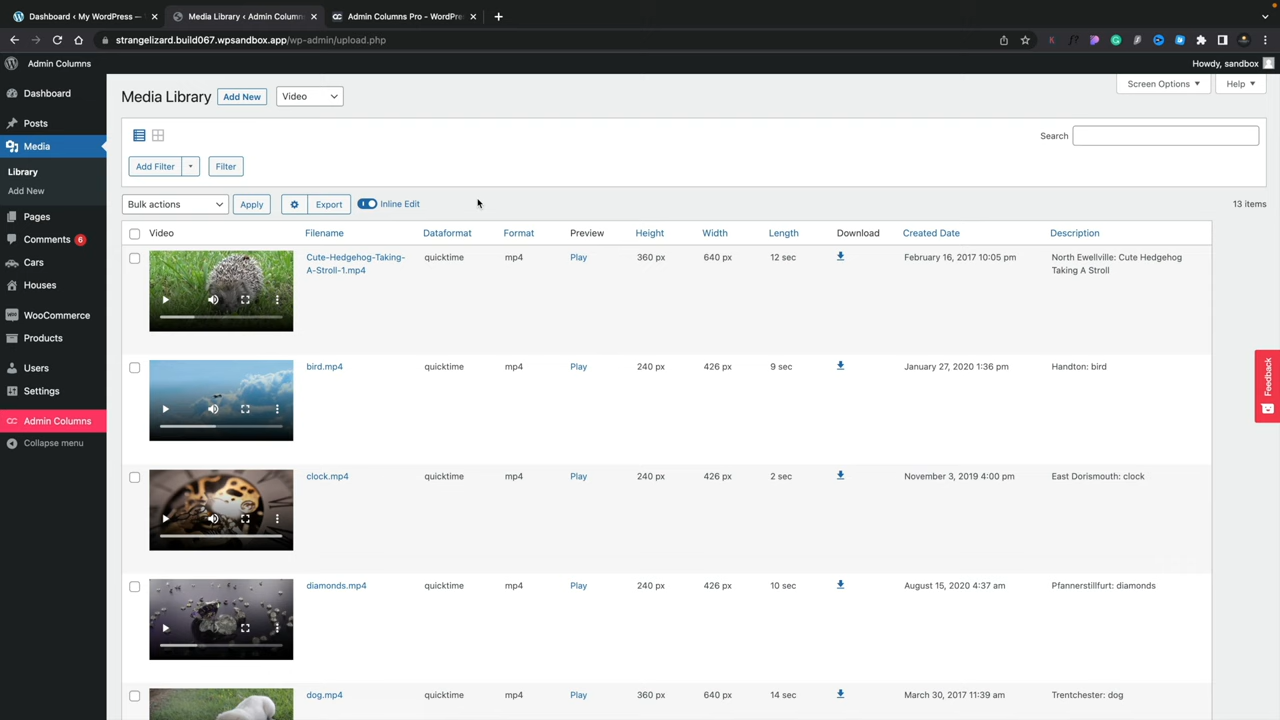 Dashboard ‹ My WordPress —
Media Library ‹ Admin Column
Admin Columns Pro - WordPre
strangelizard.build067.wpsandbox.app/wp-admin/upload.php
Admin Columns
Howdy, sandbox
Dashboard
Posts
Media
Library
Add New
Pages
Comments 6
Cars
Houses
WooCommerce
Products
Users
Settings
Admin Columns
Collapse menu
Screen Options
Help
Media Library Add New Video
Search
Add Filter Filter
Bulk actions Apply Export Inline Edit 13 items
Video Filename Dataformat Format Preview Height Width Length Download Created Date Description
Cute-Hedgehog-Taking- quicktime mp4 Play 360 px 640 px 12 sec February 16, 2017 10:05 pm North Ewellville: Cute Hedgehog
A-Stroll-1.mp4 Taking A Stroll
bird.mp4 quicktime mp4 Play 240 px 426 px 9 sec January 27, 2020 1:36 pm Handton: bird
clock.mp4 quicktime mp4 Play 240 px 426 px 2 sec November 3, 2019 4:00 pm East Dorismouth: clock
diamonds.mp4 quicktime mp4 Play 240 px 426 px 10 sec August 15, 2020 4:37 am Pfannerstillfurt: diamonds
dog.mp4 quicktime mp4 Play 360 px 640 px 14 sec March 30, 2017 11:39 am Trentchester: dog
Feedback